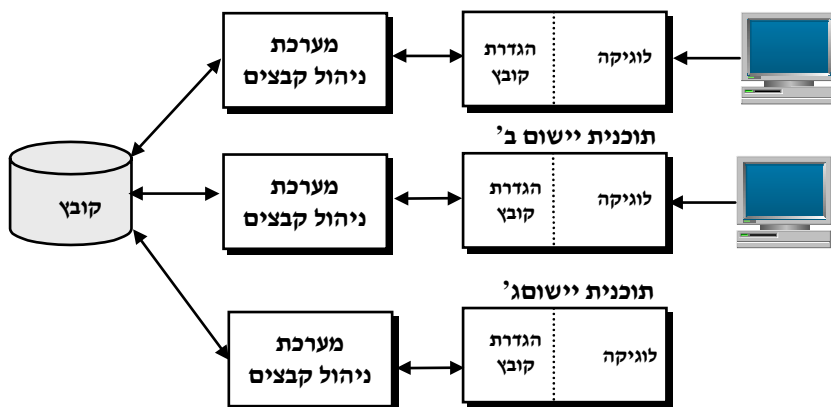 מערכת
ניהול קבצים
הגדרת
קובץ
לוגיקה
תוכנית יישום ב'
מערכת
ניהול קבצים
הגדרת
קובץ
לוגיקה
קובץ
תוכנית יישוםג'
מערכת
ניהול קבצים
הגדרת
קובץ
לוגיקה